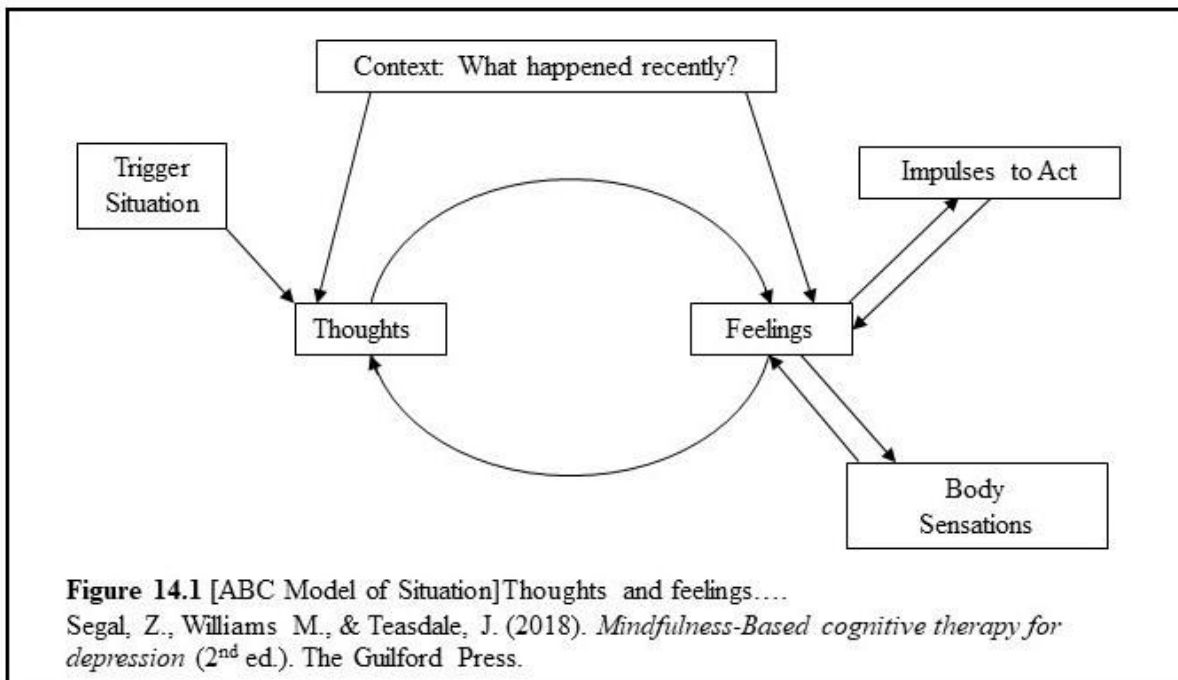 Context: What happened recently?
Trigger
Situation
Impulses to Act
Thoughts
Feelings
Body
Sensations
Figure 14.1 [ABC Model of Situation]Thoughts and feelings….
Segal, Z., Williams M., & Teasdale, J. (2018). Mindfulness-Based cognitive therapy for
depression (2nd ed.). The Guilford Press.